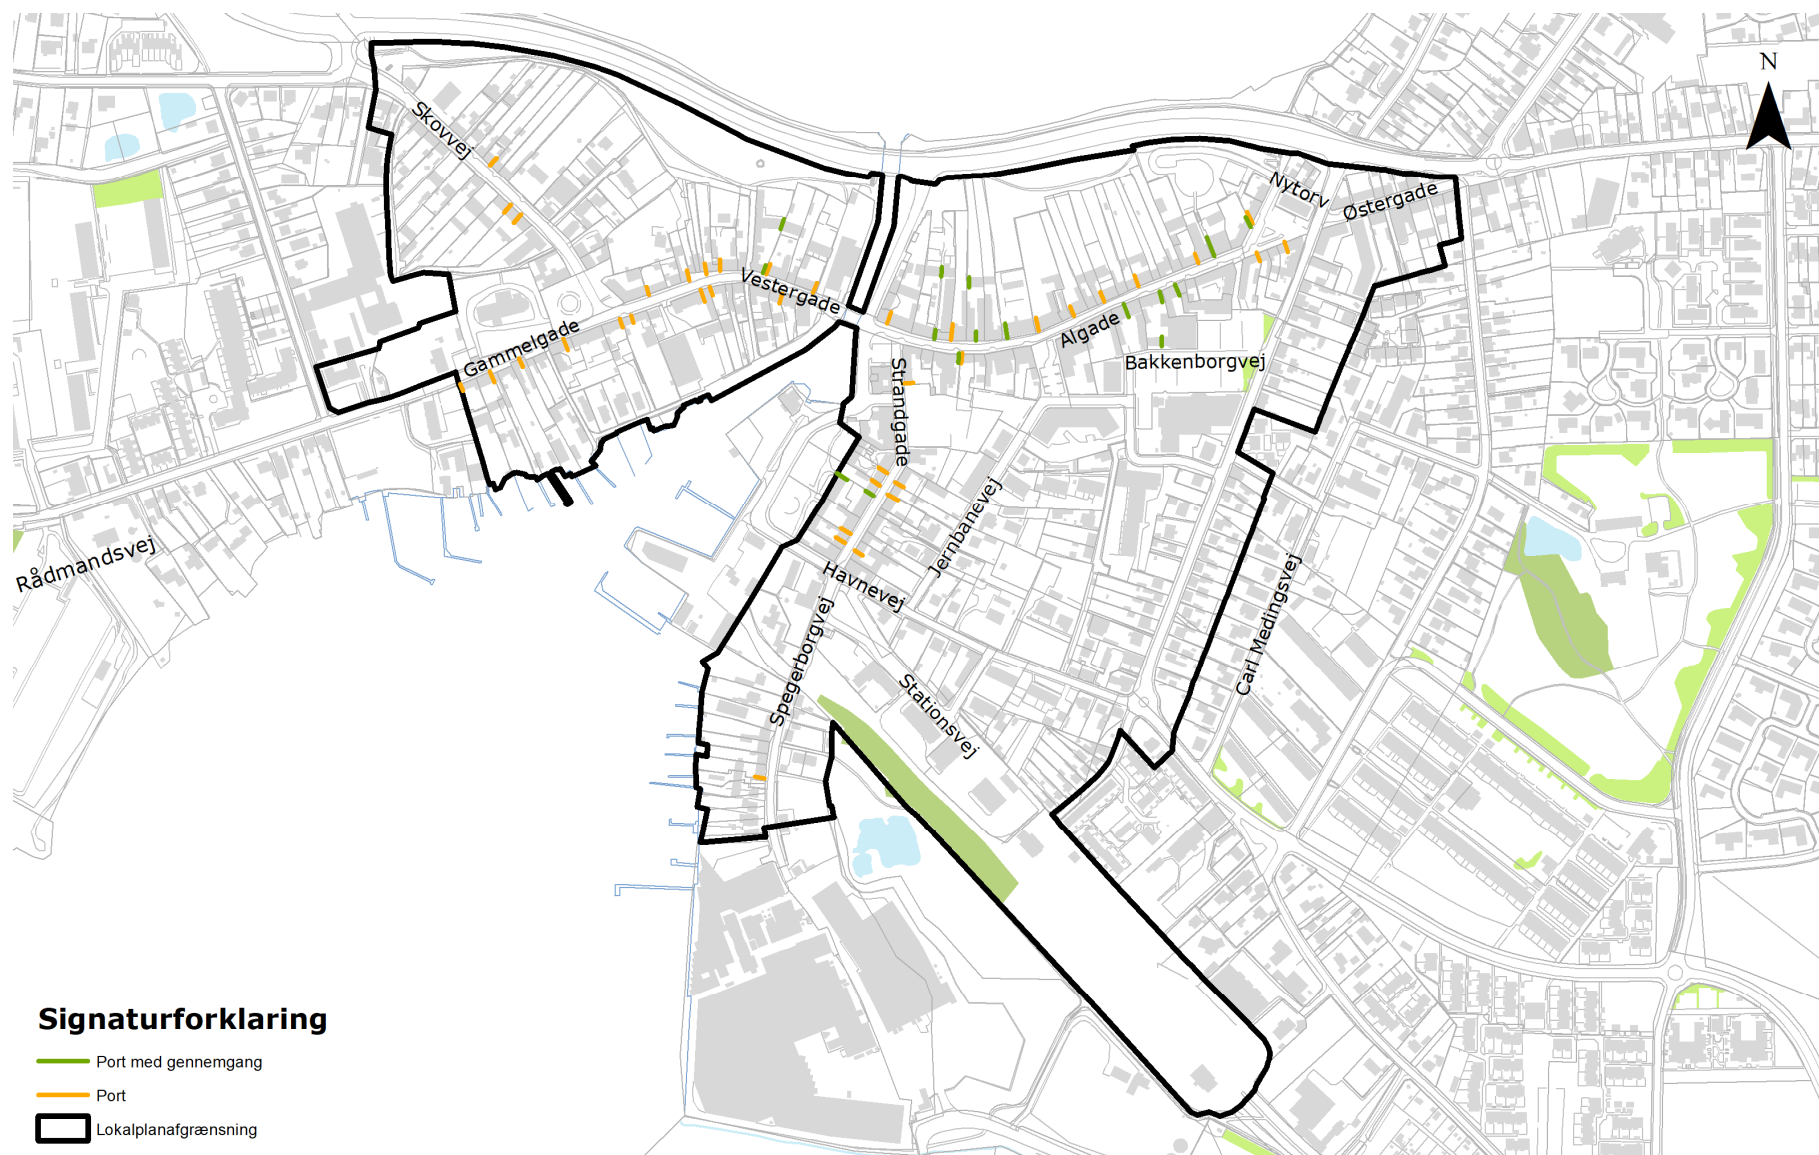 N
Skovvej
Nytorv
Østergade
Vestergade
Gammelgade
Algade
Bakkenborgvej
Strandgade
Jernbanevej
Rådmandsvej
Havnevej
Carl Medingsvej
Spegerborgvej
Stationsvej
Signaturforklaring
Port med gennemgang
Port
Lokalplanafgrænsning